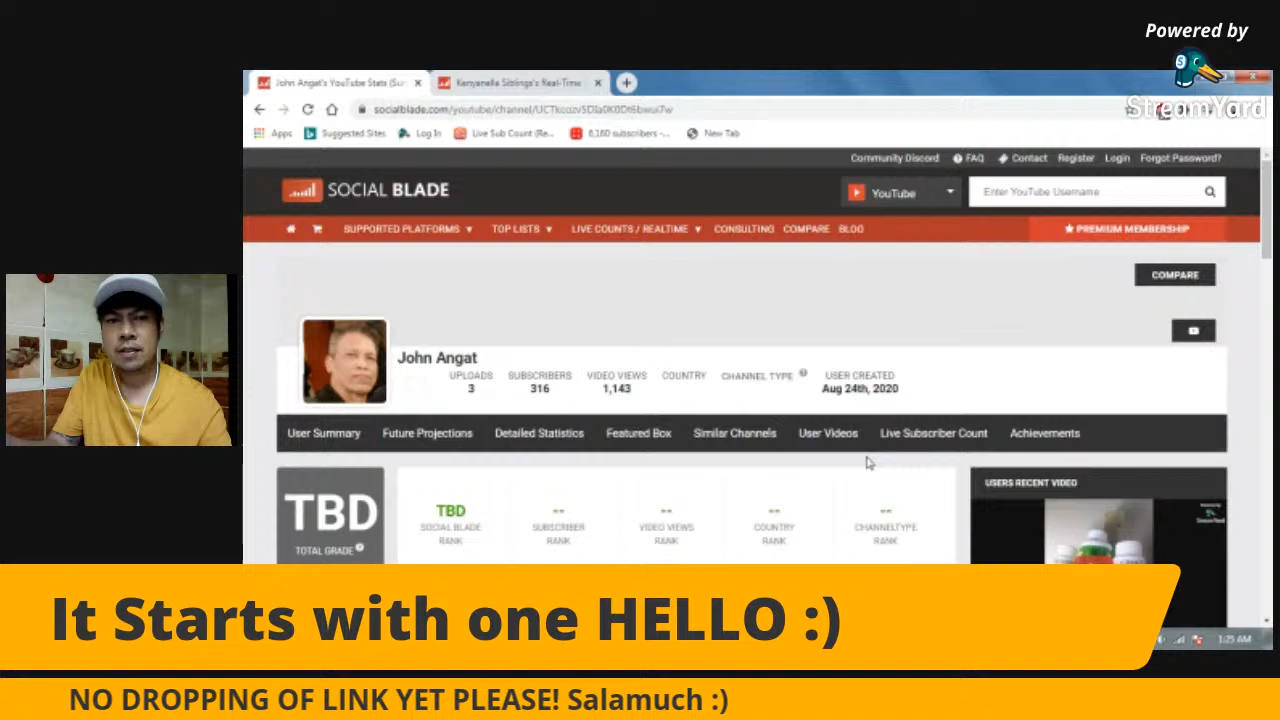 Powered by
StreamYard
John Angat's YouTube Stats (Su
Kenyanella Siblings's Real-Time
Apps
Suggested Sites
Log In
Live Sub Count (Re...
6,160 subscribers -...
New Tab
Community Discord
FAQ
Contact
Register
Login
Forgot Password?
SOCIAL BLADE
YouTube
Enter YouTube Username
SUPPORTED PLATFORMS
TOP LISTS
LIVE COUNTS / REALTIME
CONSULTING
COMPARE
BLOG
PREMIUM MEMBERSHIP
COMPARE
John Angat
UPLOADS
3
SUBSCRIBERS
316
VIDEO VIEWS
1,143
COUNTRY
CHANNEL TYPE
USER CREATED
Aug 24th, 2020
User Summary
Future Projections
Detailed Statistics
Featured Box
Similar Channels
User Videos
Live Subscriber Count
Achievements
TBD
TOTAL GRADE
TBD
SOCIAL BLADE
RANK
--
SUBSCRIBER
RANK
--
VIDEO VIEWS
RANK
--
COUNTRY
RANK
--
CHANNELTYPE
RANK
USERS RECENT VIDEO
1:25 AM
It Starts with one HELLO :)
NO DROPPING OF LINK YET PLEASE! Salamuch :)